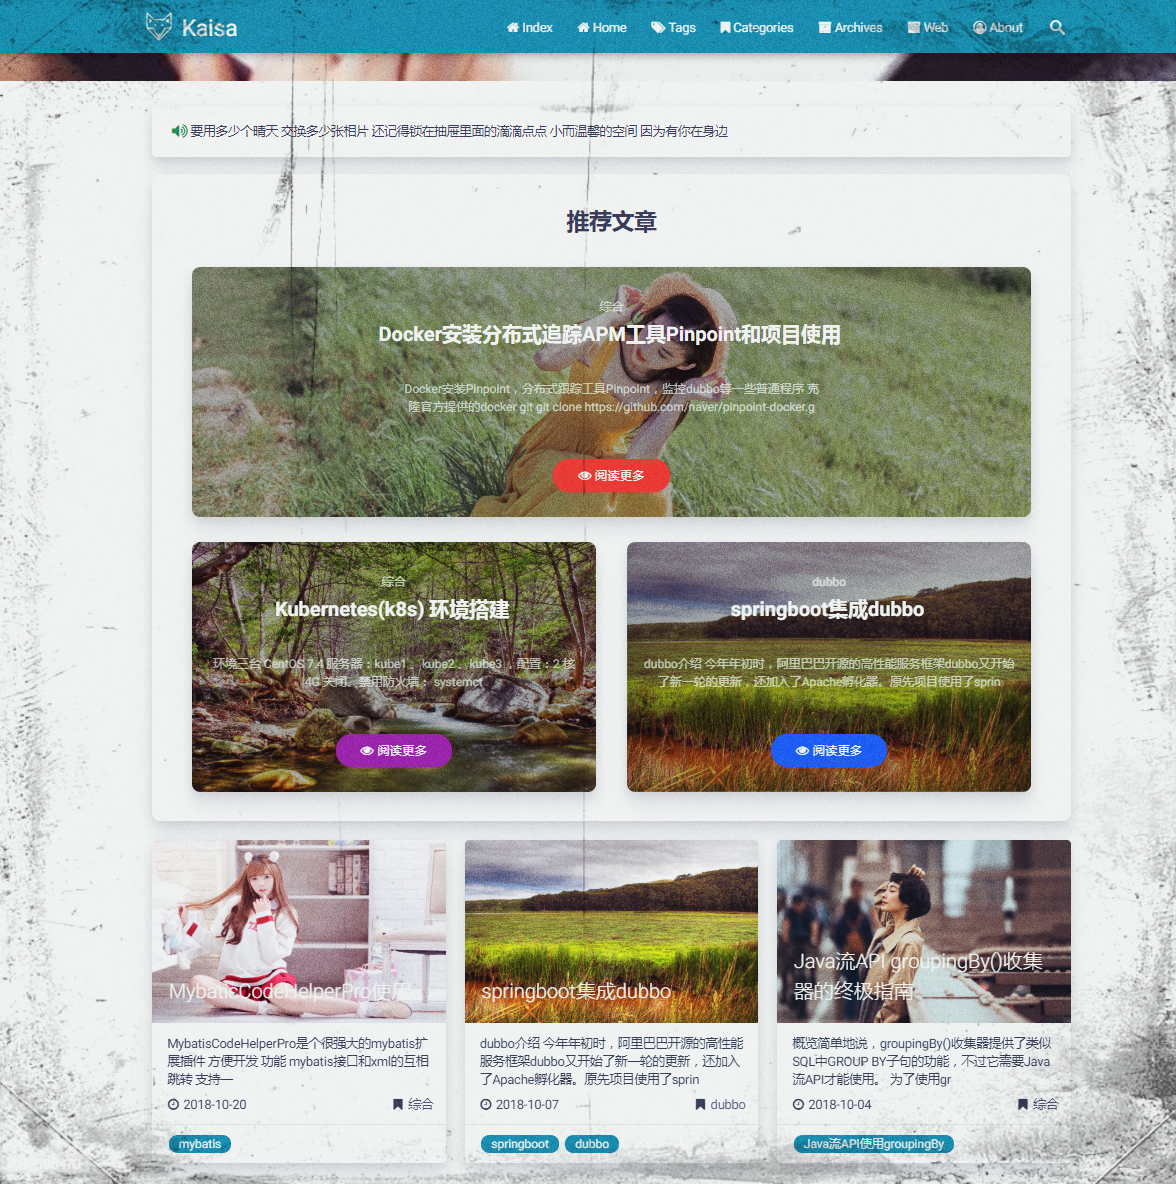 Kaisa
Index Home Tags Categories Archives Web About
要用多少个晴天 交换多少张相片 还记得锁在抽屉里面的滴滴点点 小而温馨的空间 因为有你在身边
推荐文章
综合
Docker安装分布式追踪APM工具Pinpoint和项目使用
Docker安装Pinpoint，分布式跟踪工具Pinpoint，监控dubbo等一些普通程序 克
隆官方提供的docker git git clone https://github.com/naver/pinpoint-docker.g
阅读更多
综合
Kubernetes(k8s) 环境搭建
环境三台 CentOS 7.4 服务器：kube1 、kube2 、kube3 ，配置：2 核
4G 关闭、禁用防火墙： systemct
阅读更多
dubbo
springboot集成dubbo
dubbo介绍 今年年初时，阿里巴巴开源的高性能服务框架dubbo又开始
了新一轮的更新，还加入了Apache孵化器。原先项目使用了sprin
阅读更多
MybatisCodeHelperPro使用
MybatisCodeHelperPro是个很强大的mybatis扩
展插件 方便开发 功能 mybatis接口和xml的互相
跳转 支持一
2018-10-20
mybatis
springboot集成dubbo
dubbo介绍 今年年初时，阿里巴巴开源的高性能
服务框架dubbo又开始了新一轮的更新，还加入
了Apache孵化器。原先项目使用了sprin
2018-10-07 dubbo
springboot dubbo
Java流API groupingBy()收集
器的终极指南
概览简单地说，groupingBy()收集器提供了类似
SQL中GROUP BY子句的功能，不过它需要Java
流API才能使用。 为了使用gr
2018-10-04 综合
Java流API使用groupingBy